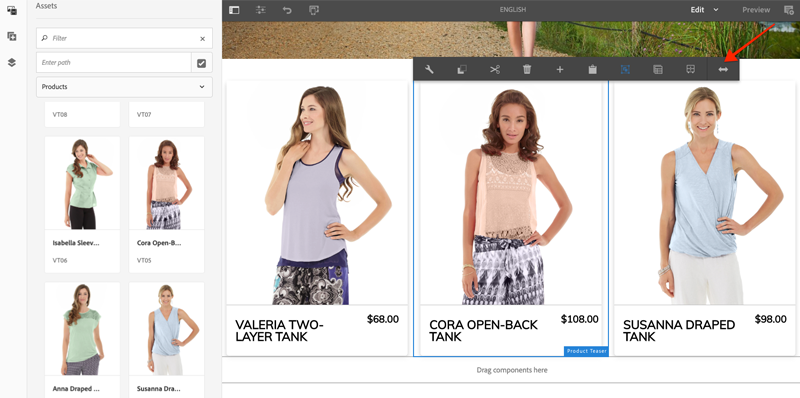 Assets
ENGLISH
Edit
Preview
Filter
Enter path
Products
VT08
VT07
Isabella Sleev...
VT06
Cora Open-B...
VT05
Anna Draped ...
Susanna Dra...
VALERIA TWO-
LAYER TANK
$68.00
CORA OPEN-BACK
TANK
$108.00
SUSANNA DRAPED
TANK
$98.00
Product Teaser
Drag components here